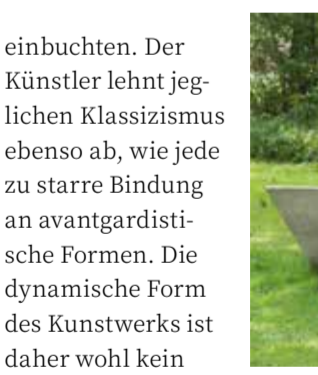 einbuchten. Der
Künstler lehnt jeg-
lichen Klassizismus
ebenso ab, wie jede
zu starre Bindung
an avantgardisti-
sche Formen. Die
dynamische Form
des Kunstwerks ist
daher wohl kein